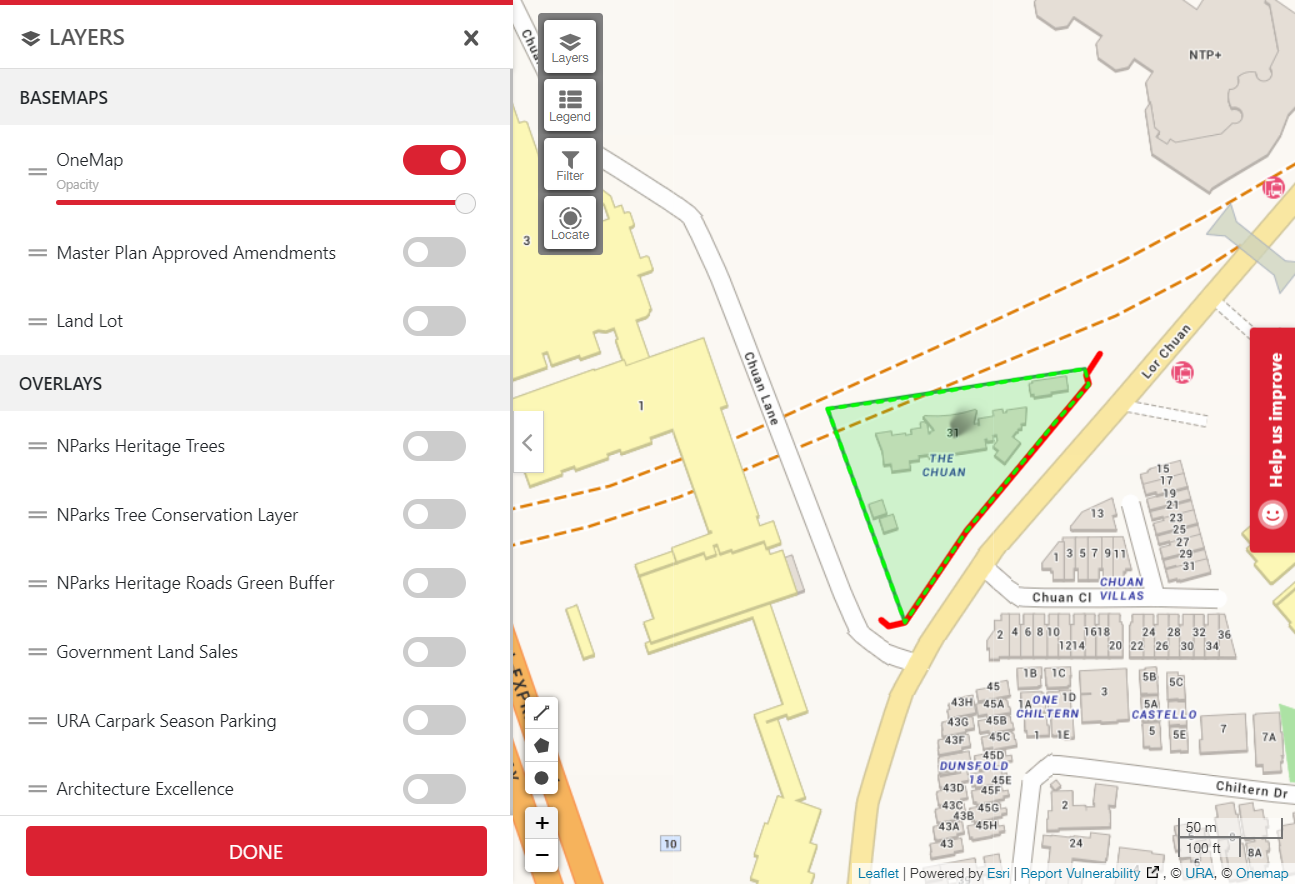 LAYERS
BASEMAPS
OneMap
Opacity
Master Plan Approved Amendments
Land Lot
OVERLAYS
NParks Heritage Trees
NParks Tree Conservation Layer
NParks Heritage Roads Green Buffer
Government Land Sales
URA Carpark Season Parking
Architecture Excellence
DONE
Layers
Legend
Filter
Locate
NTP+
3
1
Chuan Lane
Lor Chuan
31
THE
CHUAN
Help us improve
15
17
19
21
23
25
27
29
31
13
1 3 5 7 9 11
CHUAN
VILLAS
Chuan Cl
2 4 6 8 10 12 14 16 18 20
22 24 26 28 30 32 34 36
1B 1C
1A ONE 1D
CHILTERN
1 1E
3
5B 5C
5A
CASTELLO
5 5E
7
7A
45
43H 45A
43G 45B
43F 45C
45D
DUNSFOLD
18 45E
43D 45F
43C 45G
43B
43A 45H
43
Chiltern Dr
2
24
8A
10
+
−
50 m
100 ft
Leaflet | Powered by Esri | Report Vulnerability , © URA, © Onemap